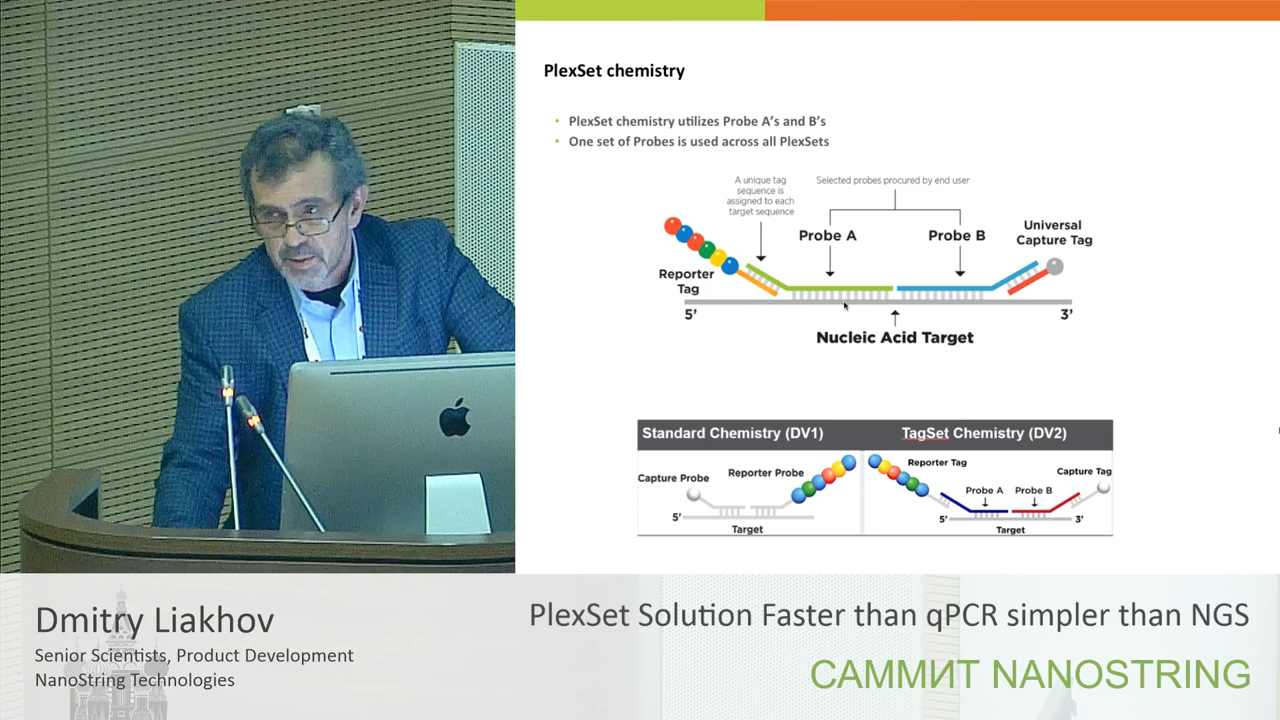 PlexSet chemistry
• PlexSet chemistry utilizes Probe A's and B's
• One set of Probes is used across all PlexSets
A unique tag
sequence is
assigned to each
target sequence
Selected probes procured by end user
Probe A
Probe B
Universal
Capture Tag
Reporter
Tag
5'
3'
Nucleic Acid Target
Standard Chemistry (DV1)
TagSet Chemistry (DV2)
Capture Probe
Reporter Probe
5'
Target
Reporter Tag
Capture Tag
Probe A
Probe B
5'
3'
Target
Dmitry Liakhov
Senior Scientists, Product Development
NanoString Technologies
PlexSet Solution Faster than qPCR simpler than NGS
САММИТ NANOSTRING